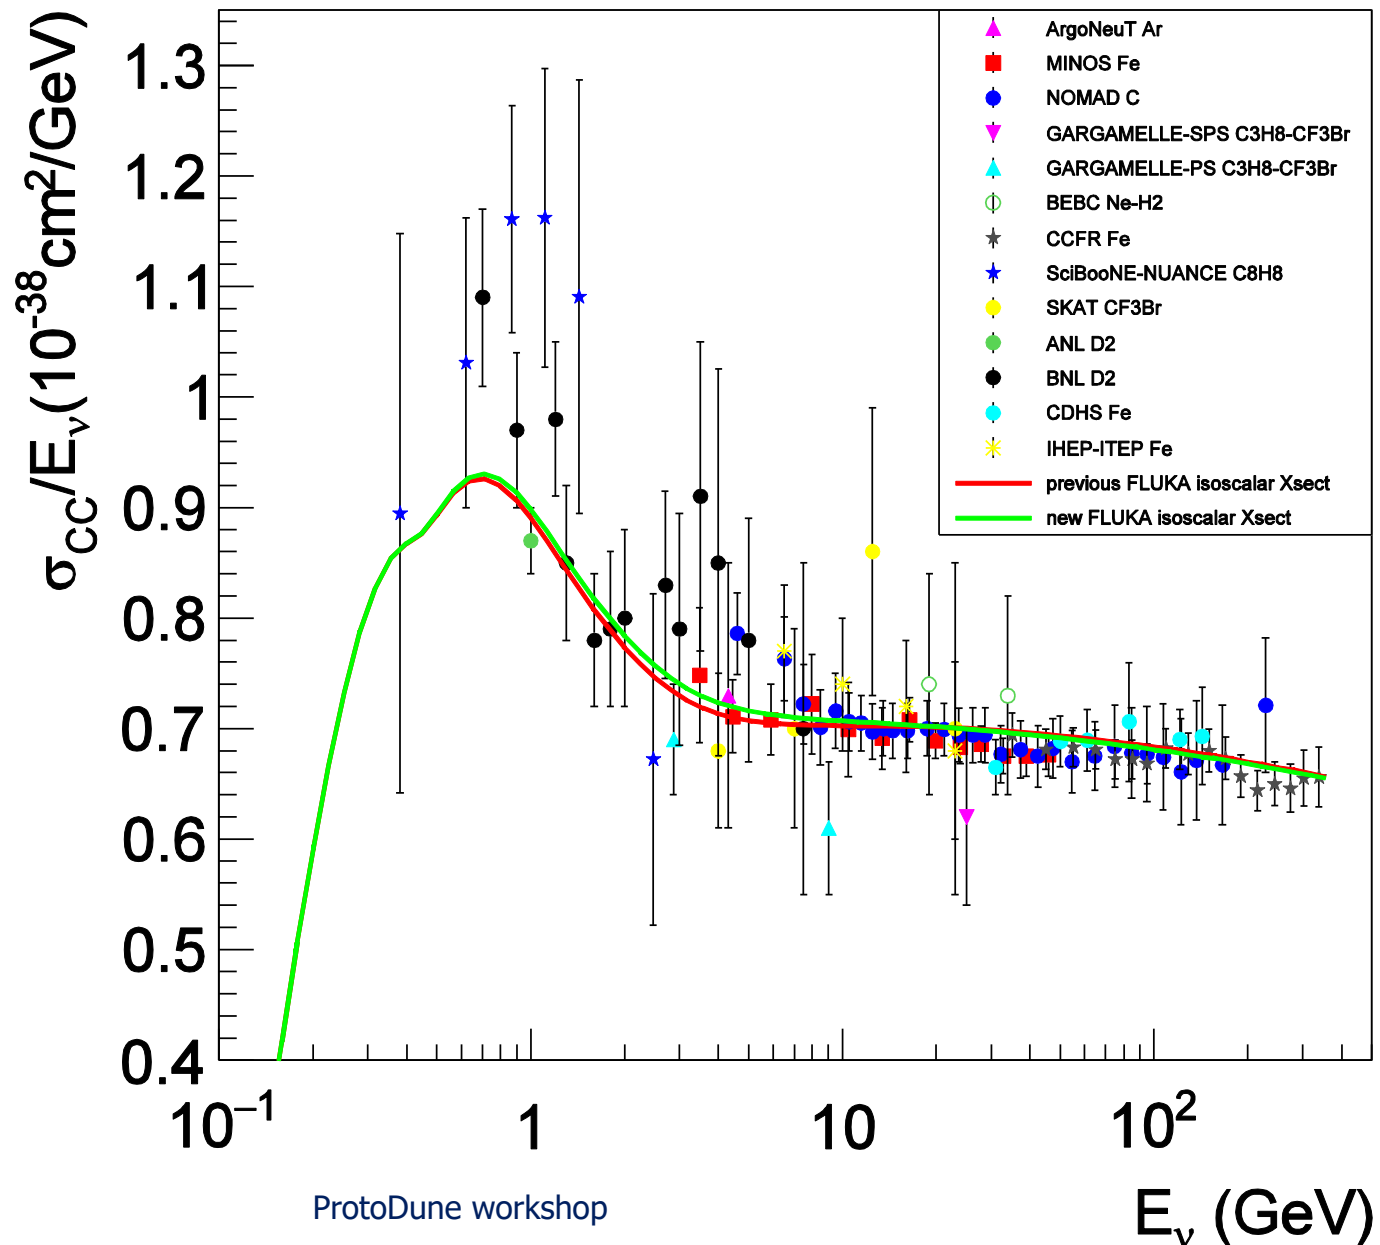 σCC/Eν(10-38cm2/GeV)
1.3
1.2
1.1
1
0.9
0.8
0.7
0.6
0.5
0.4
10−1
1
10
102
Eν (GeV)
ArgoNeuT Ar
MINOS Fe
NOMAD C
GARGAMELLE-SPS C3H8-CF3Br
GARGAMELLE-PS C3H8-CF3Br
BEBC Ne-H2
CCFR Fe
SciBooNE-NUANCE C8H8
SKAT CF3Br
ANL D2
BNL D2
CDHS Fe
IHEP-ITEP Fe
previous FLUKA isoscalar Xsect
new FLUKA isoscalar Xsect
ProtoDune workshop